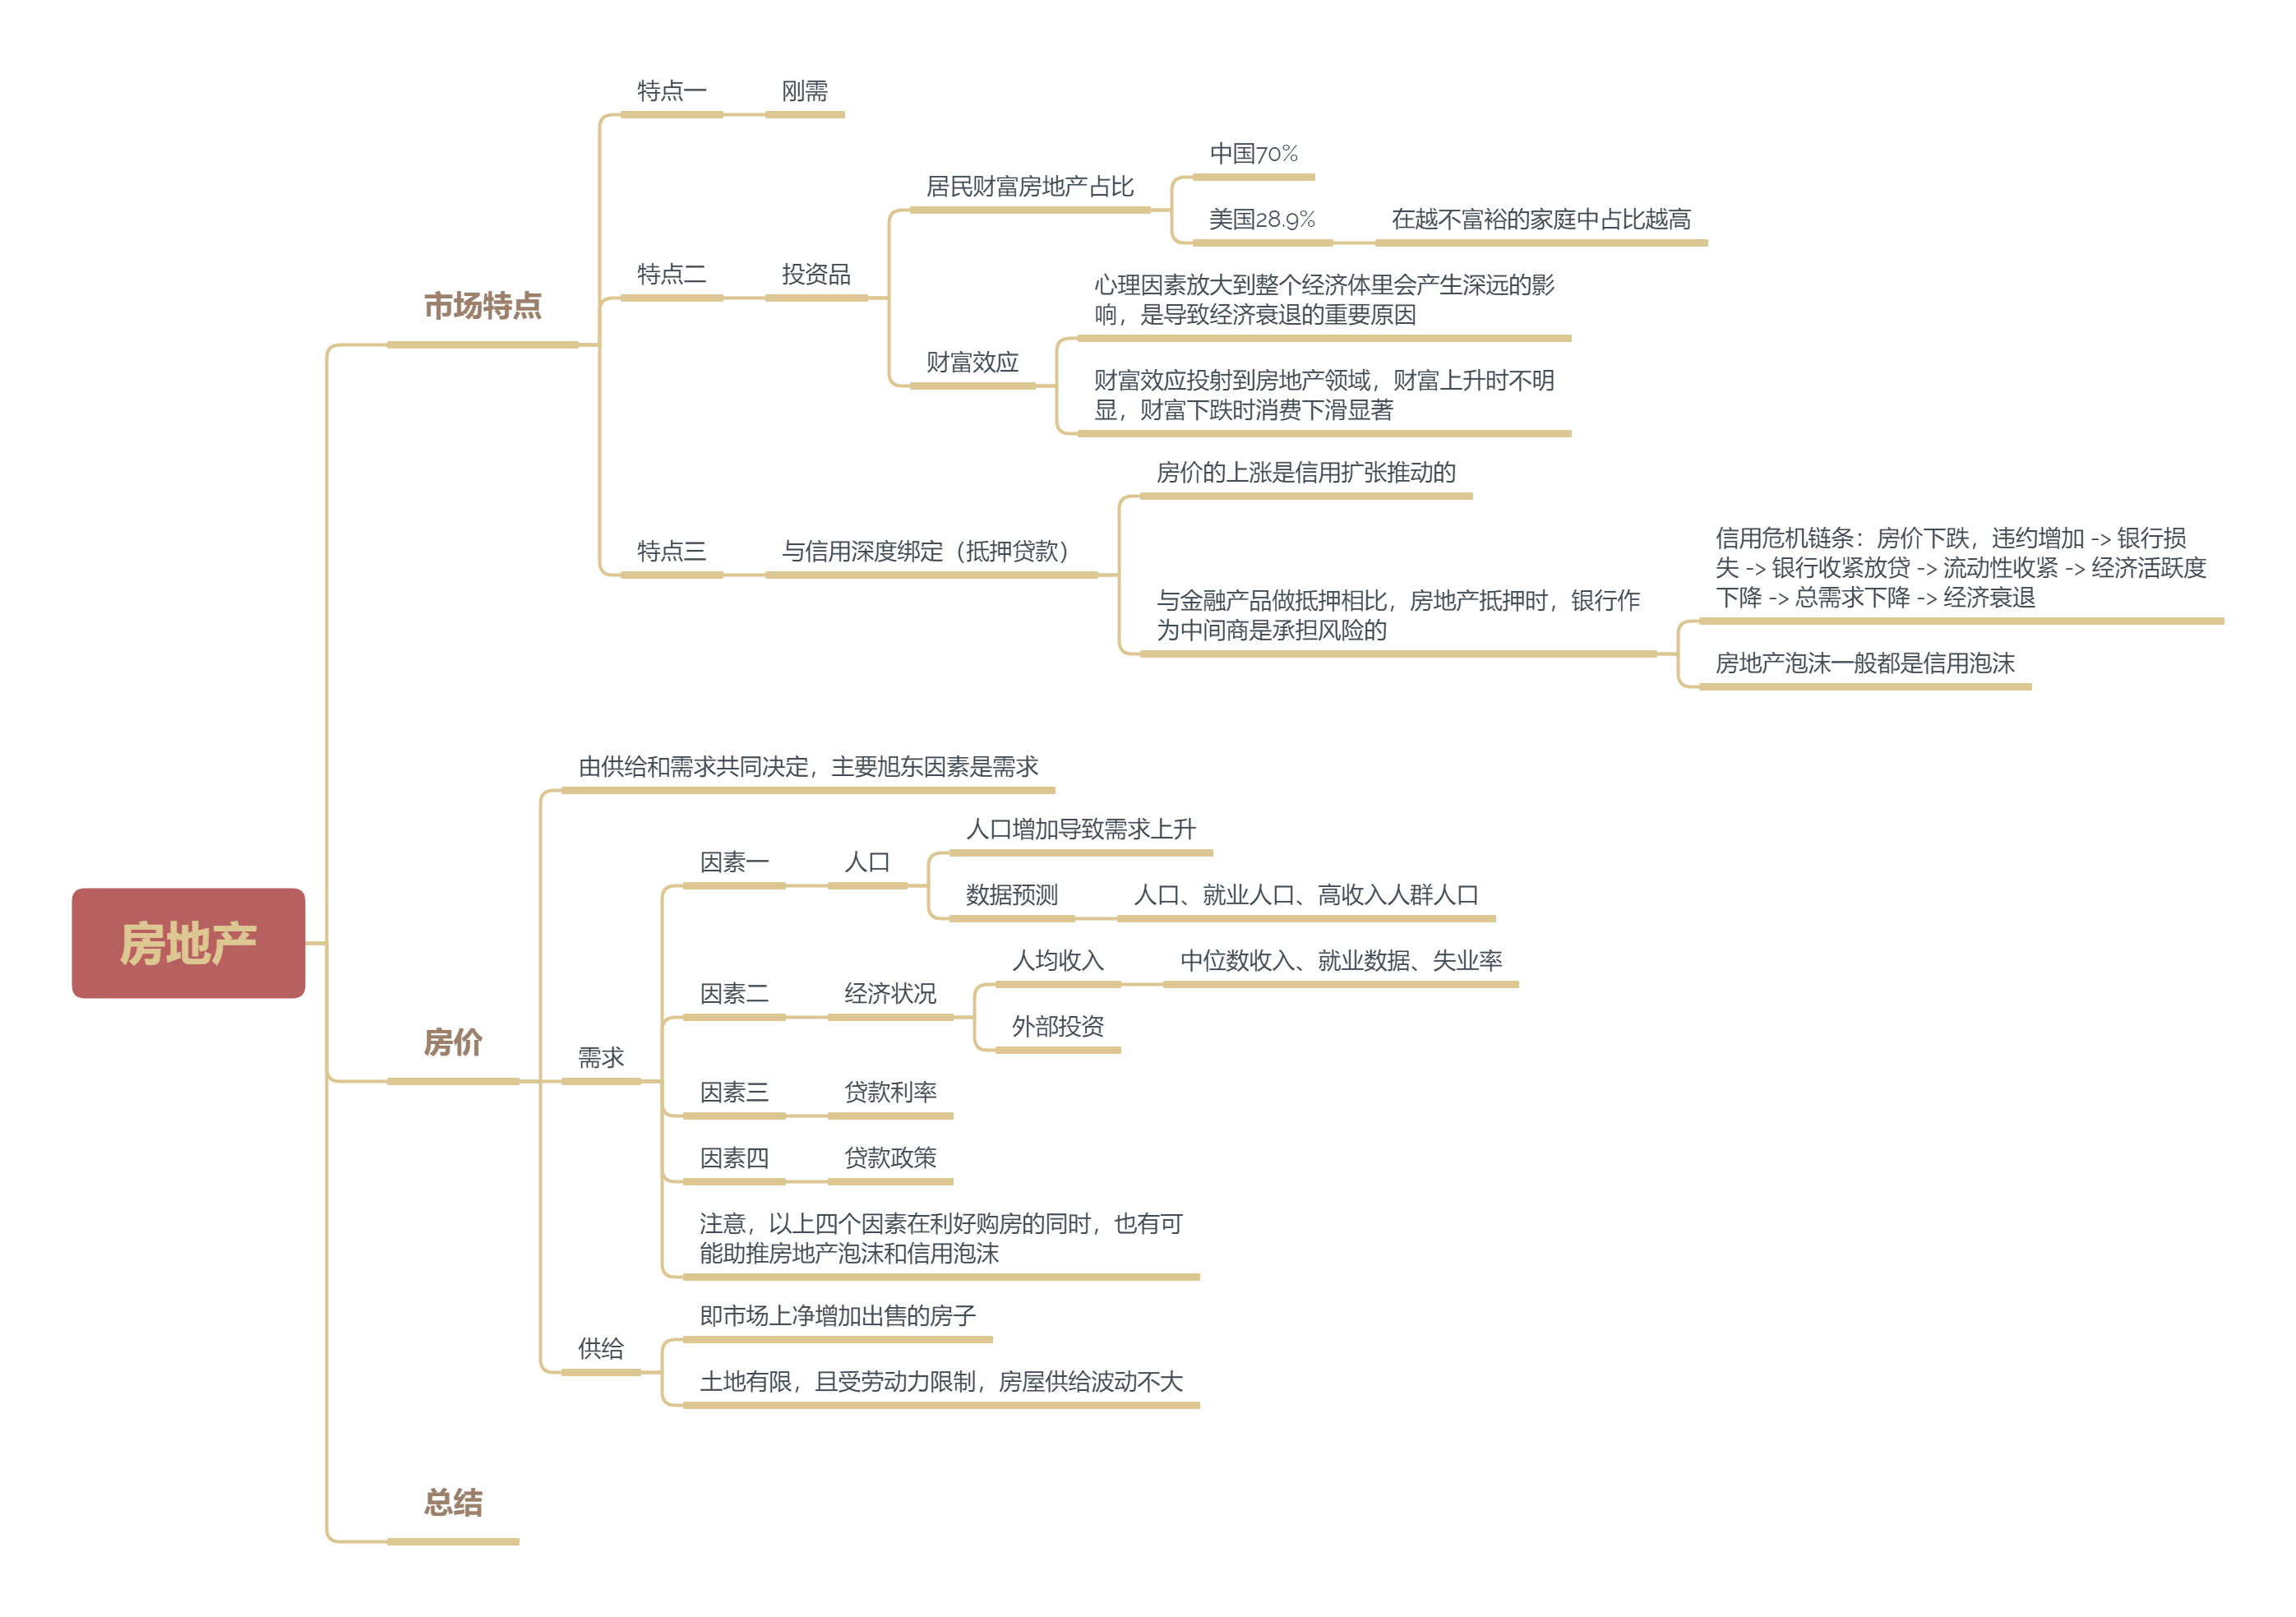 房地产
市场特点
特点一
刚需
特点二
投资品
居民财富房地产占比
中国70%
美国28.9%
在越不富裕的家庭中占比越高
财富效应
心理因素放大到整个经济体里会产生深远的影
响，是导致经济衰退的重要原因
财富效应投射到房地产领域，财富上升时不明
显，财富下跌时消费下滑显著
特点三
与信用深度绑定（抵押贷款）
房价的上涨是信用扩张推动的
与金融产品做抵押相比，房地产抵押时，银行作
为中间商是承担风险的
信用危机链条：房价下跌，违约增加 -> 银行损
失 -> 银行收紧放贷 -> 流动性收紧 -> 经济活跃度
下降 -> 总需求下降 -> 经济衰退
房地产泡沫一般都是信用泡沫
房价
由供给和需求共同决定，主要旭东因素是需求
需求
因素一
人口
人口增加导致需求上升
数据预测
人口、就业人口、高收入人群人口
因素二
经济状况
人均收入
中位数收入、就业数据、失业率
外部投资
因素三
贷款利率
因素四
贷款政策
注意，以上四个因素在利好购房的同时，也有可
能助推房地产泡沫和信用泡沫
供给
即市场上净增加出售的房子
土地有限，且受劳动力限制，房屋供给波动不大
总结